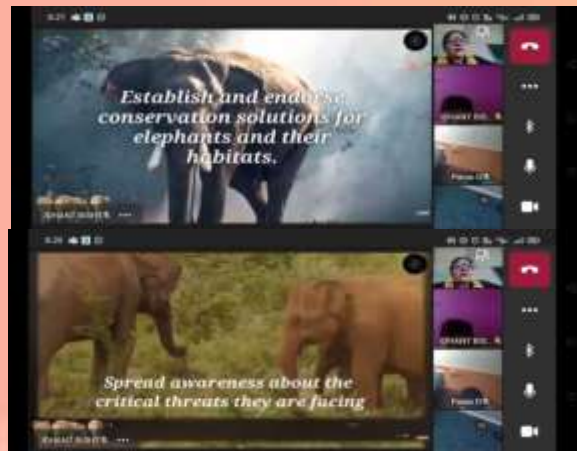 Establish and endorse
conservation solutions for
elephants and their
habitats.
Spread awareness about the
critical threats they are facing